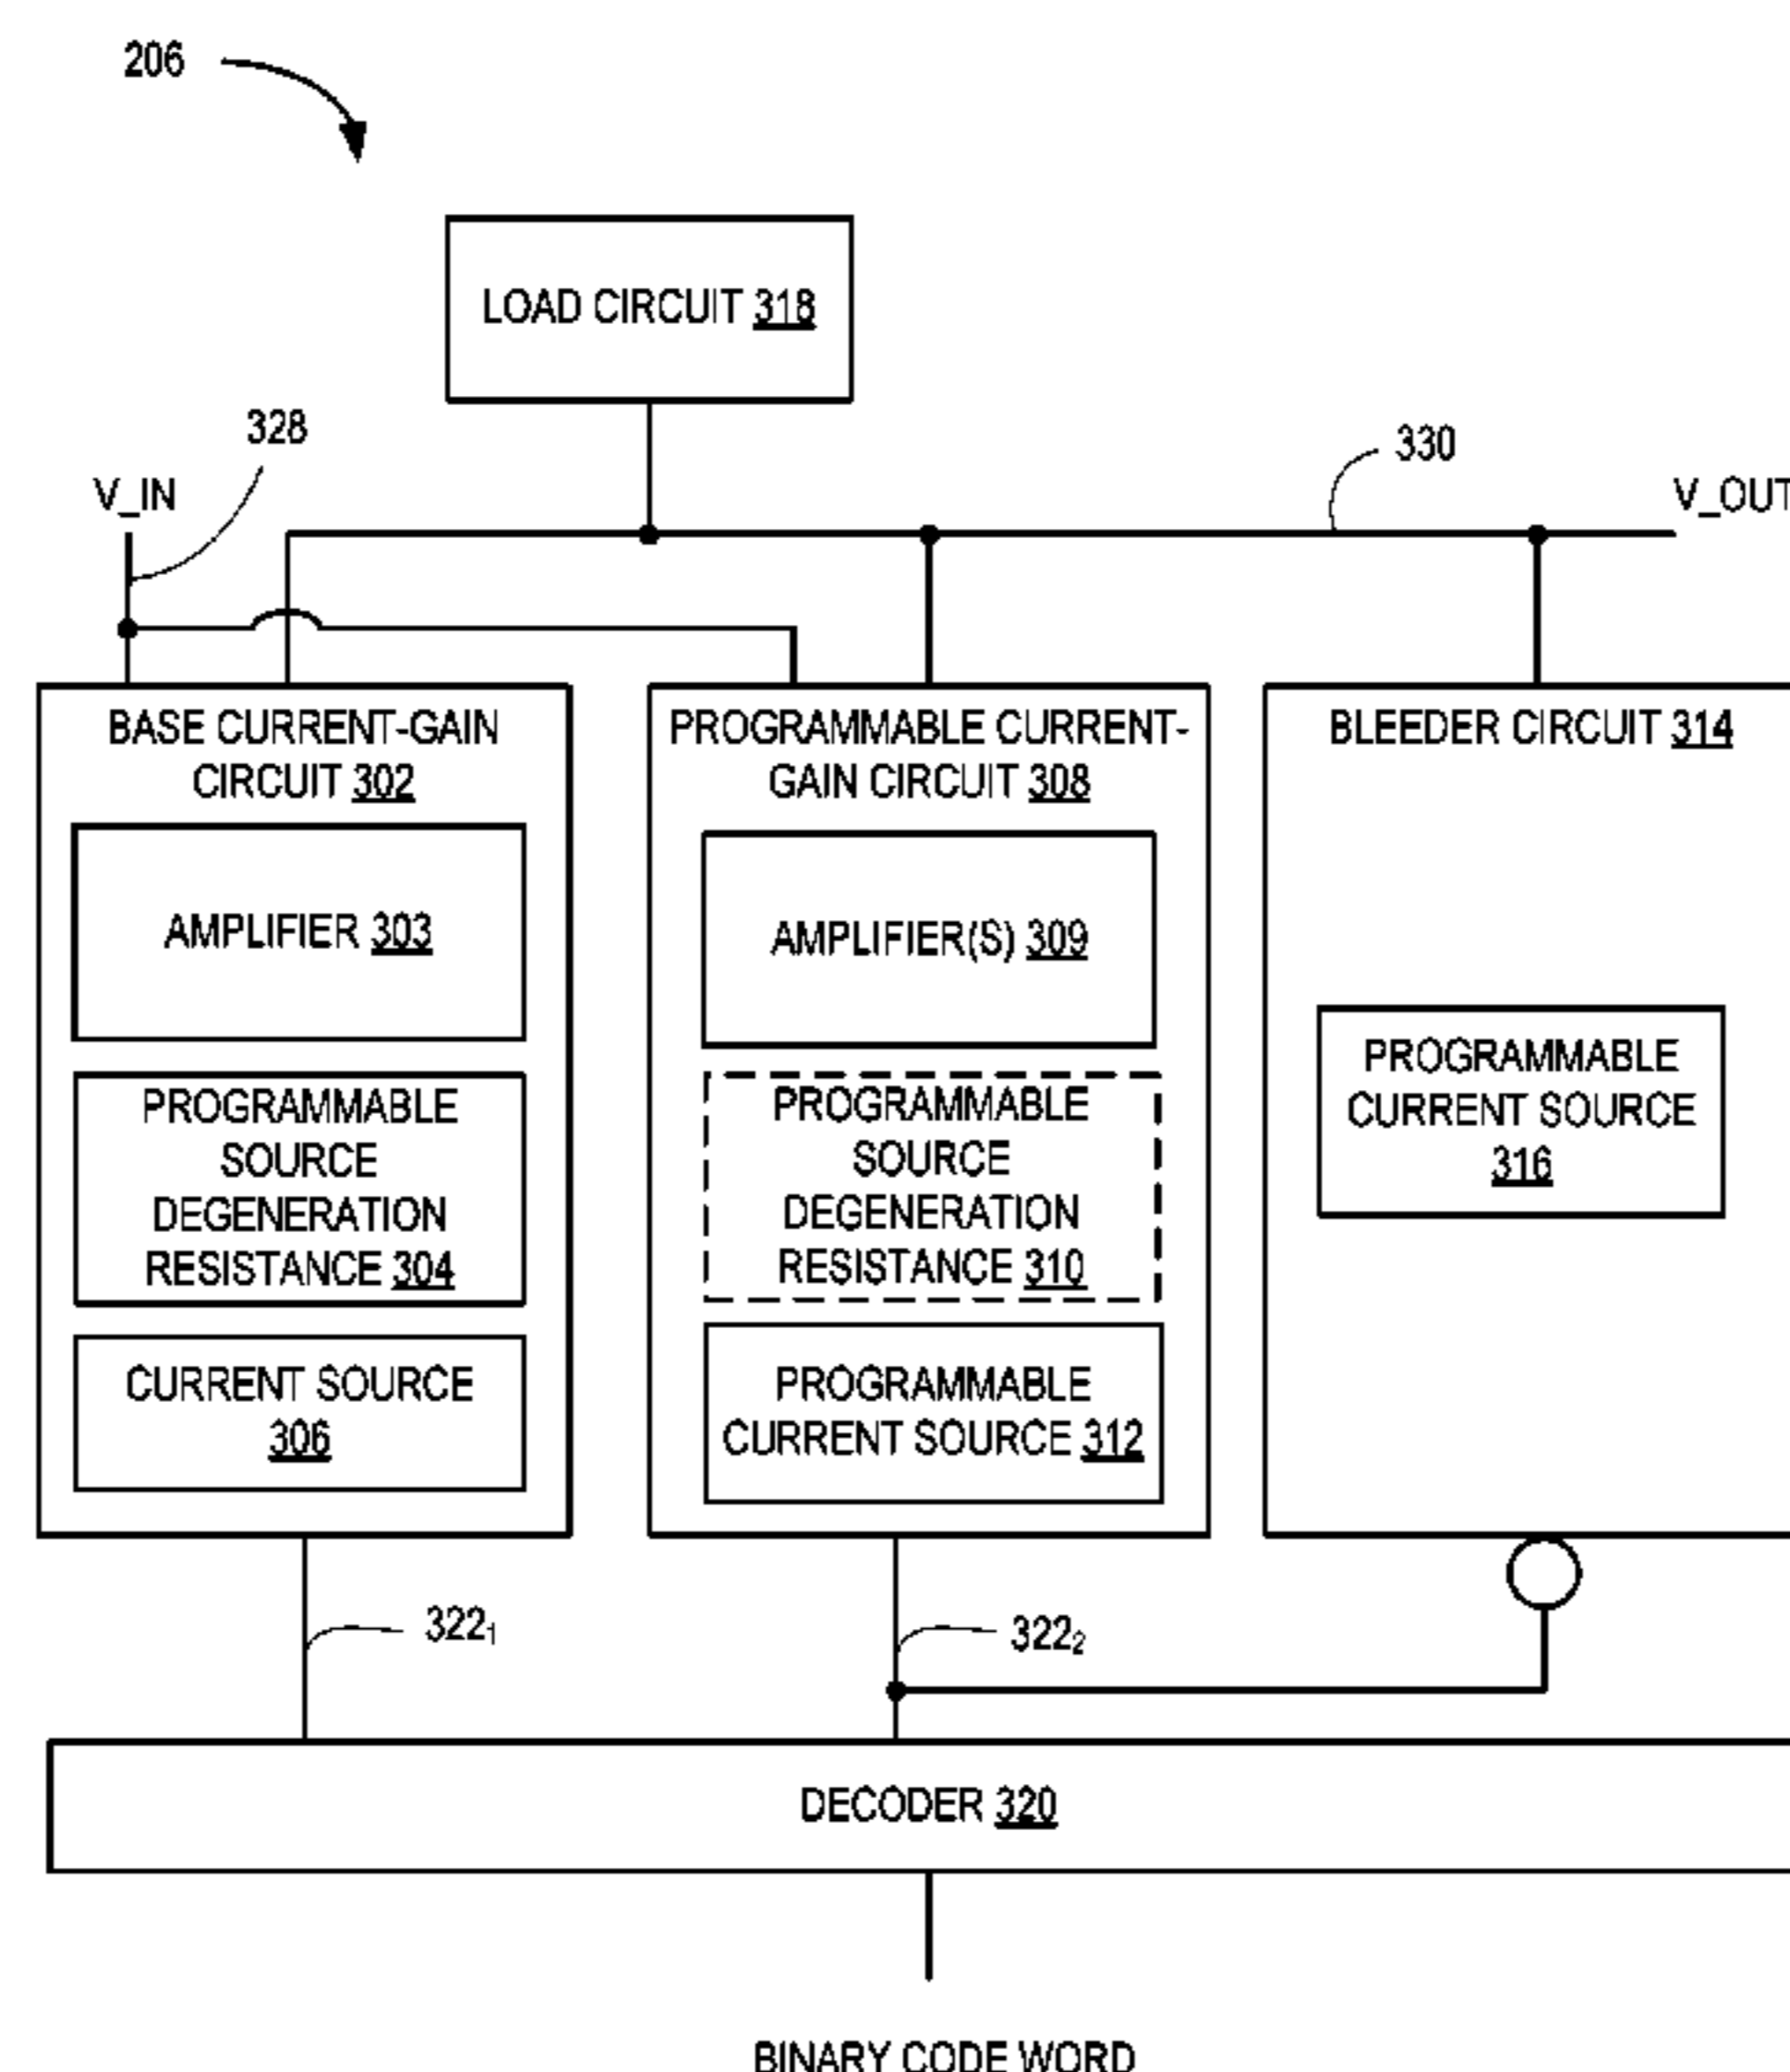 206
LOAD CIRCUIT 318
328
330
V_IN
V_OUT
BASE CURRENT-GAIN
CIRCUIT 302
AMPLIFIER 303
PROGRAMMABLE
SOURCE
DEGENERATION
RESISTANCE 304
CURRENT SOURCE
306
PROGRAMMABLE CURRENT-
GAIN CIRCUIT 308
AMPLIFIER(S) 309
PROGRAMMABLE
SOURCE
DEGENERATION
RESISTANCE 310
PROGRAMMABLE
CURRENT SOURCE 312
BLEEDER CIRCUIT 314
PROGRAMMABLE
CURRENT SOURCE
316
322₁
322₂
DECODER 320
BINARY CODE WORD